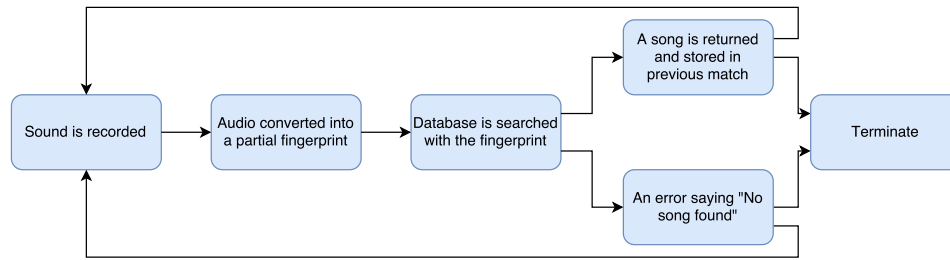 Sound is recorded
Audio converted into
a partial fingerprint
Database is searched
with the fingerprint
A song is returned
and stored in
previous match
An error saying "No
song found"
Terminate